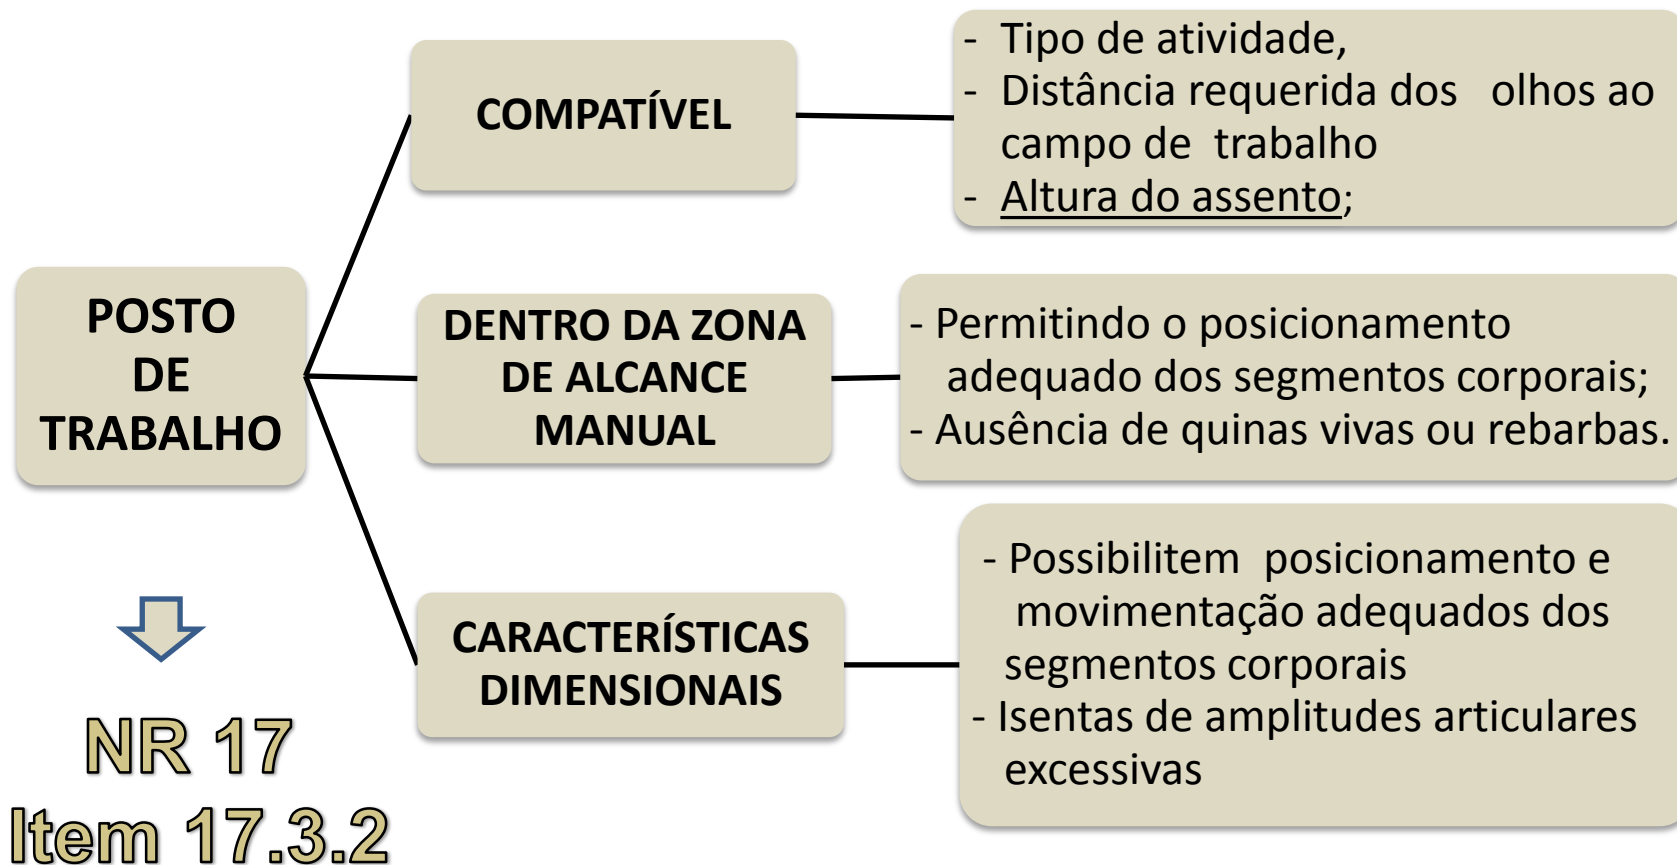 POSTO
DE
TRABALHO
COMPATÍVEL
- Tipo de atividade,
- Distância requerida dos olhos ao
campo de trabalho
- Altura do assento;
DENTRO DA ZONA
DE ALCANCE
MANUAL
- Permitindo o posicionamento
adequado dos segmentos corporais;
- Ausência de quinas vivas ou rebarbas.
CARACTERÍSTICAS
DIMENSIONAIS
- Possibilitem posicionamento e
movimentação adequados dos
segmentos corporais
- Isentas de amplitudes articulares
excessivas
NR 17
Item 17.3.2